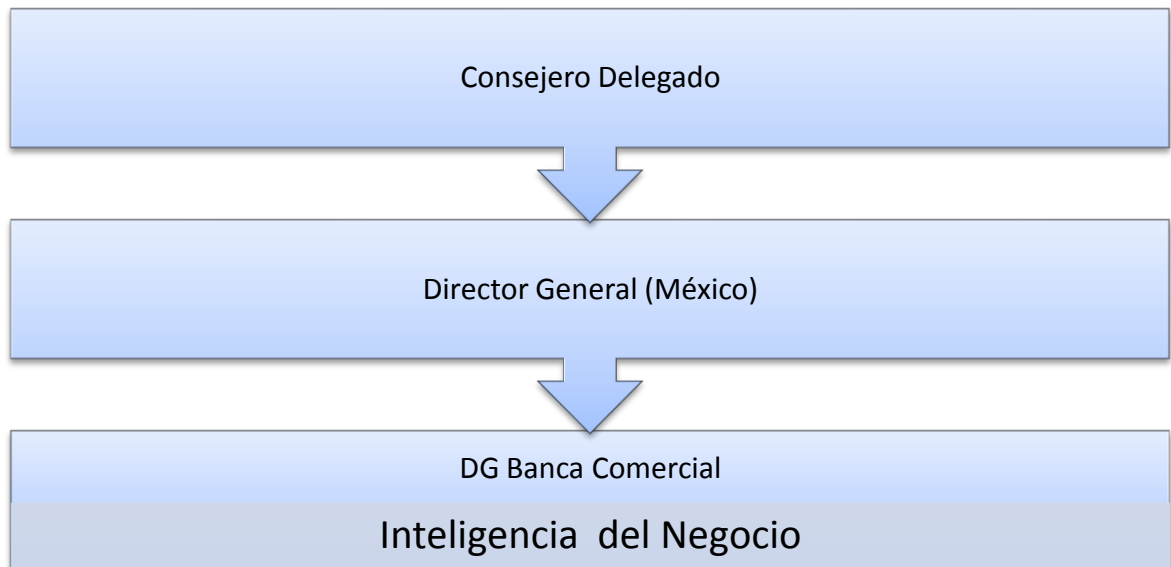 Consejero Delegado
Director General (México)
DG Banca Comercial
Inteligencia del Negocio